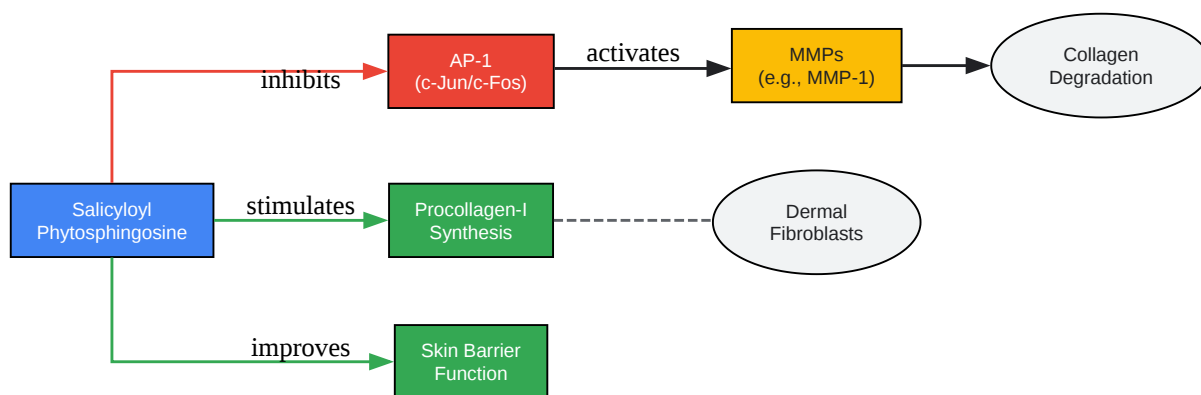 AP-1
(c-Jun/c-Fos)
activates
MMPs
(e.g., MMP-1)
Collagen
Degradation
inhibits
Salicyloyl
Phytosphingosine
stimulates
Procollagen-I
Synthesis
Dermal
Fibroblasts
improves
Skin Barrier
Function